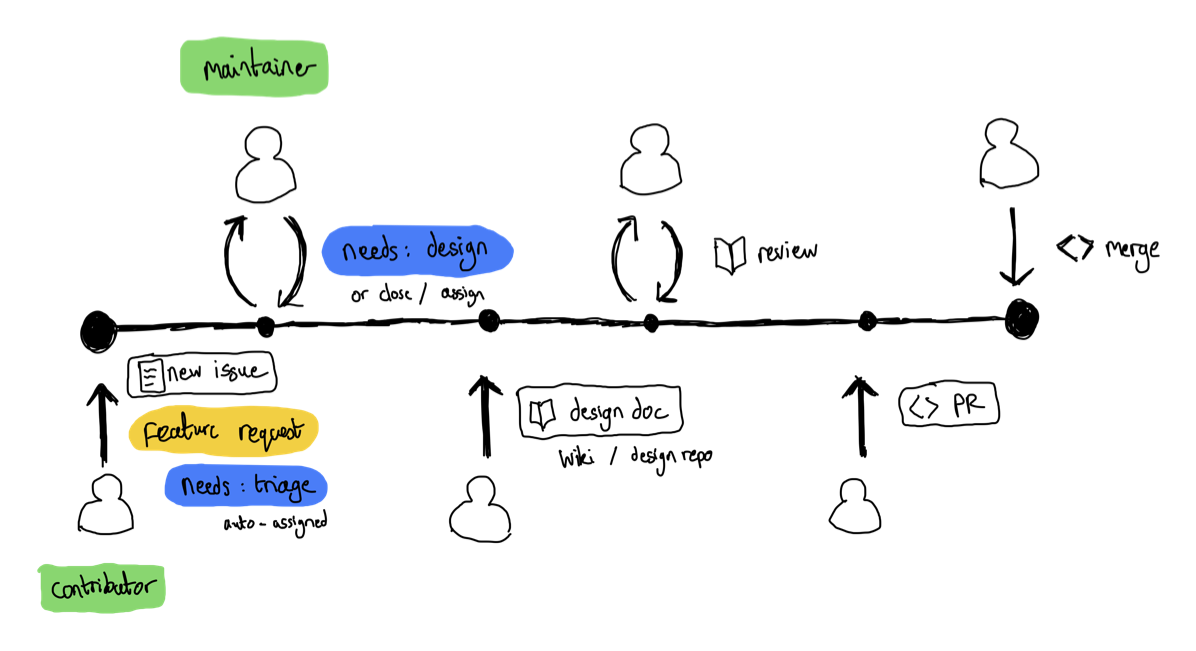 Maintainer
needs: design
or close / assign
review
<> merge
new issue
Feature request
needs: triage
auto-assigned
design doc
Wiki / design repo
<> PR
contributor